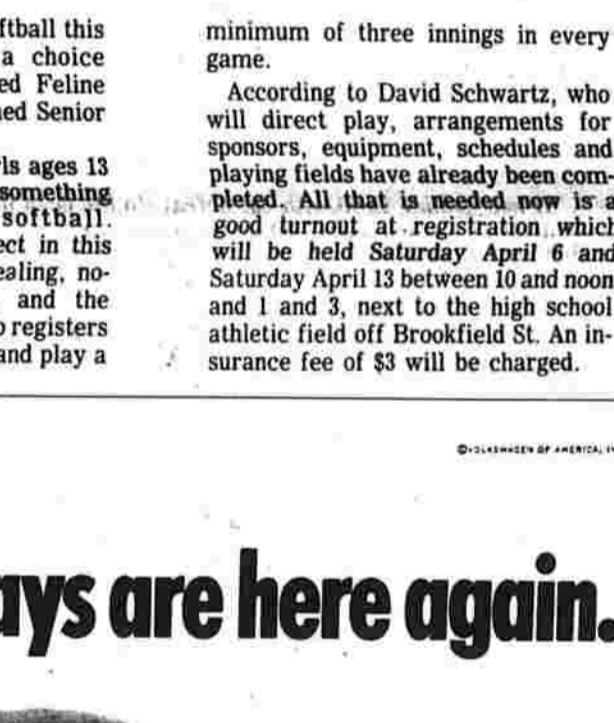 ftball this
a choice
ed Feline
ned Senior
ls ages 13
something
softball.
ect in this
ealing, no-
and the
registers
and play a
minimum of three innings in every
game.
According to David Schwartz, who
will direct play, arrangements for
sponsors, equipment, schedules and
playing fields have already been com-
pleted. All that is needed now is a
good turnout at registration which
will be held Saturday April 6 and
Saturday April 13 between 10 and noon
and 1 and 3, next to the high school
athletic field off Brookfield St. An in-
surance fee of $3 will be charged.
©VOLKSWAGEN OF AMERICA,
ays are here again.